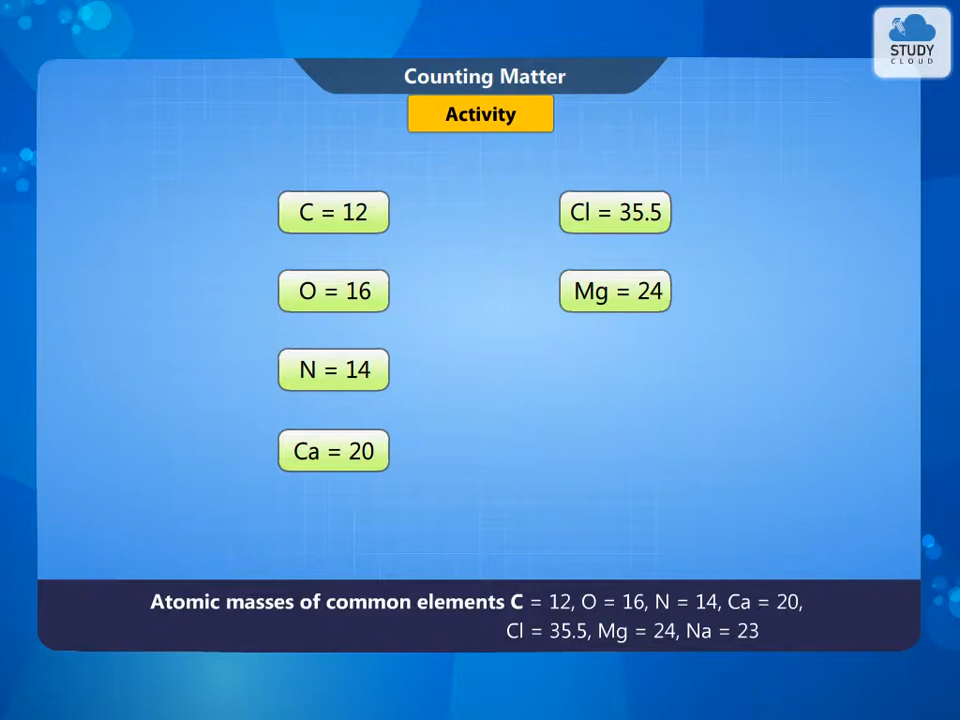 STUDY
CLOUD
Counting Matter
Activity
C = 12
Cl = 35.5
O = 16
Mg = 24
N = 14
Ca = 20
Atomic masses of common elements C = 12, O = 16, N = 14, Ca = 20,
Cl = 35.5, Mg = 24, Na = 23